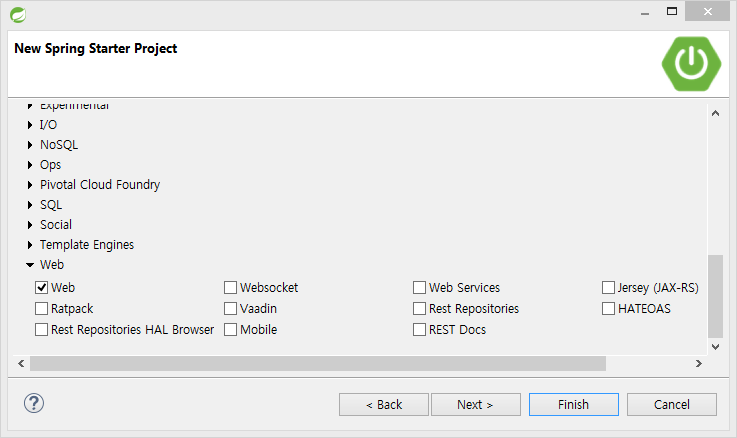 New Spring Starter Project
Experimental
I/O
NoSQL
Ops
Pivotal Cloud Foundry
SQL
Social
Template Engines
Web
Web Websocket Web Services Jersey (JAX-RS)
Ratpack Vaadin Rest Repositories HATEOAS
Rest Repositories HAL Browser Mobile REST Docs
? < Back Next > Finish Cancel